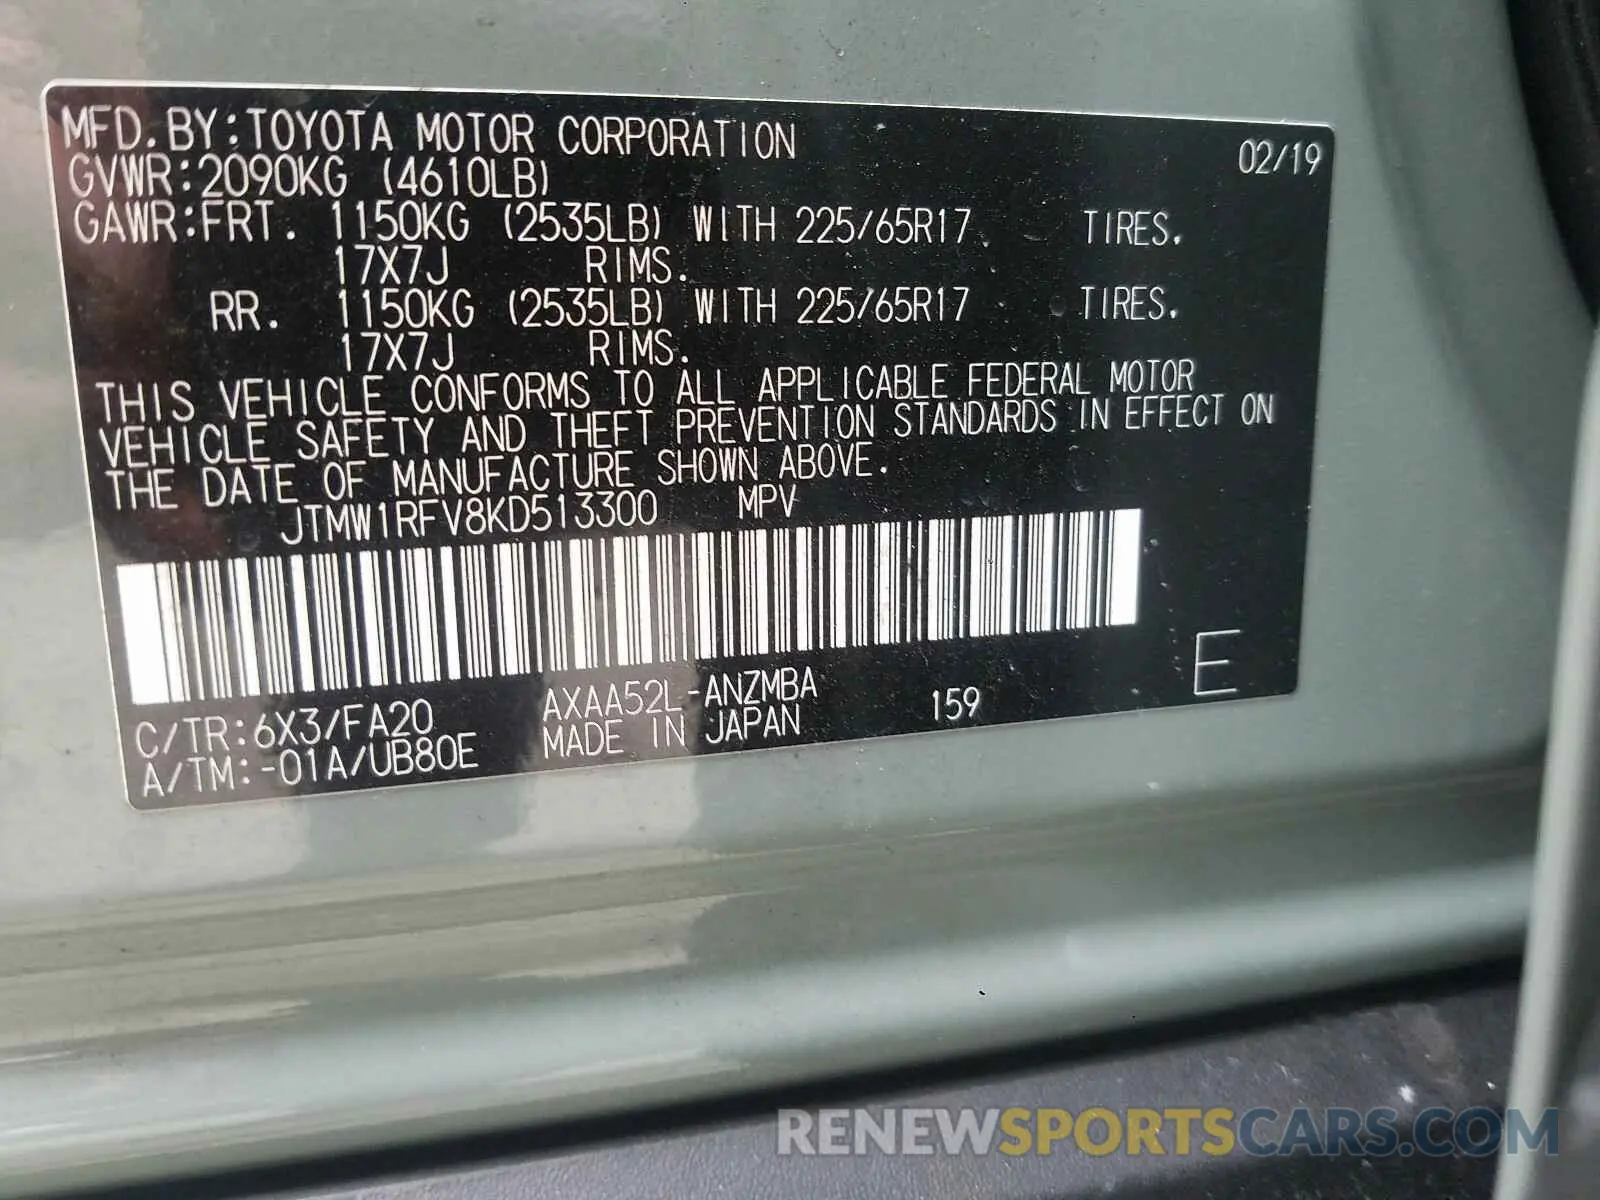 MFD. BY: TOYOTA MOTOR CORPORATION 02/19
GVWR: 2090KG (4610LB)
GAWR: FRT. 1150KG (2535LB) WITH 225/65R17 TIRES.
17X7J RIMS.
RR. 1150KG (2535LB) WITH 225/65R17 TIRES.
17X7J RIMS.
THIS VEHICLE CONFORMS TO ALL APPLICABLE FEDERAL MOTOR
VEHICLE SAFETY AND THEFT PREVENTION STANDARDS IN EFFECT ON
THE DATE OF MANUFACTURE SHOWN ABOVE.
JTMW1RFV8KD513300 MPV
E
C/TR: 6X3/FA20 AXAA52L-ANZMBA 159
A/TM: -01A/UB80E MADE IN JAPAN
RENEWSPORTSCARS.COM